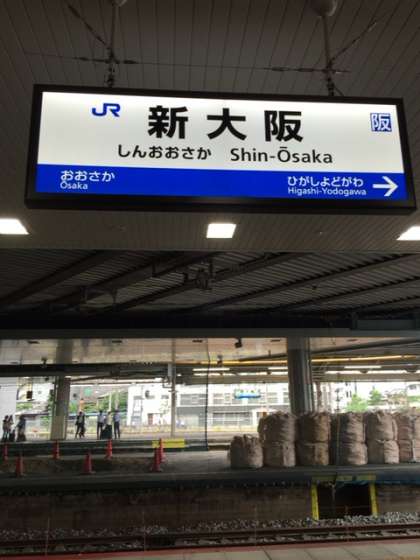 JR 新大阪 阪
しんおおさか Shin-Ōsaka
おおさか ひがしよどがわ
Ōsaka Higashi-Yodogawa →